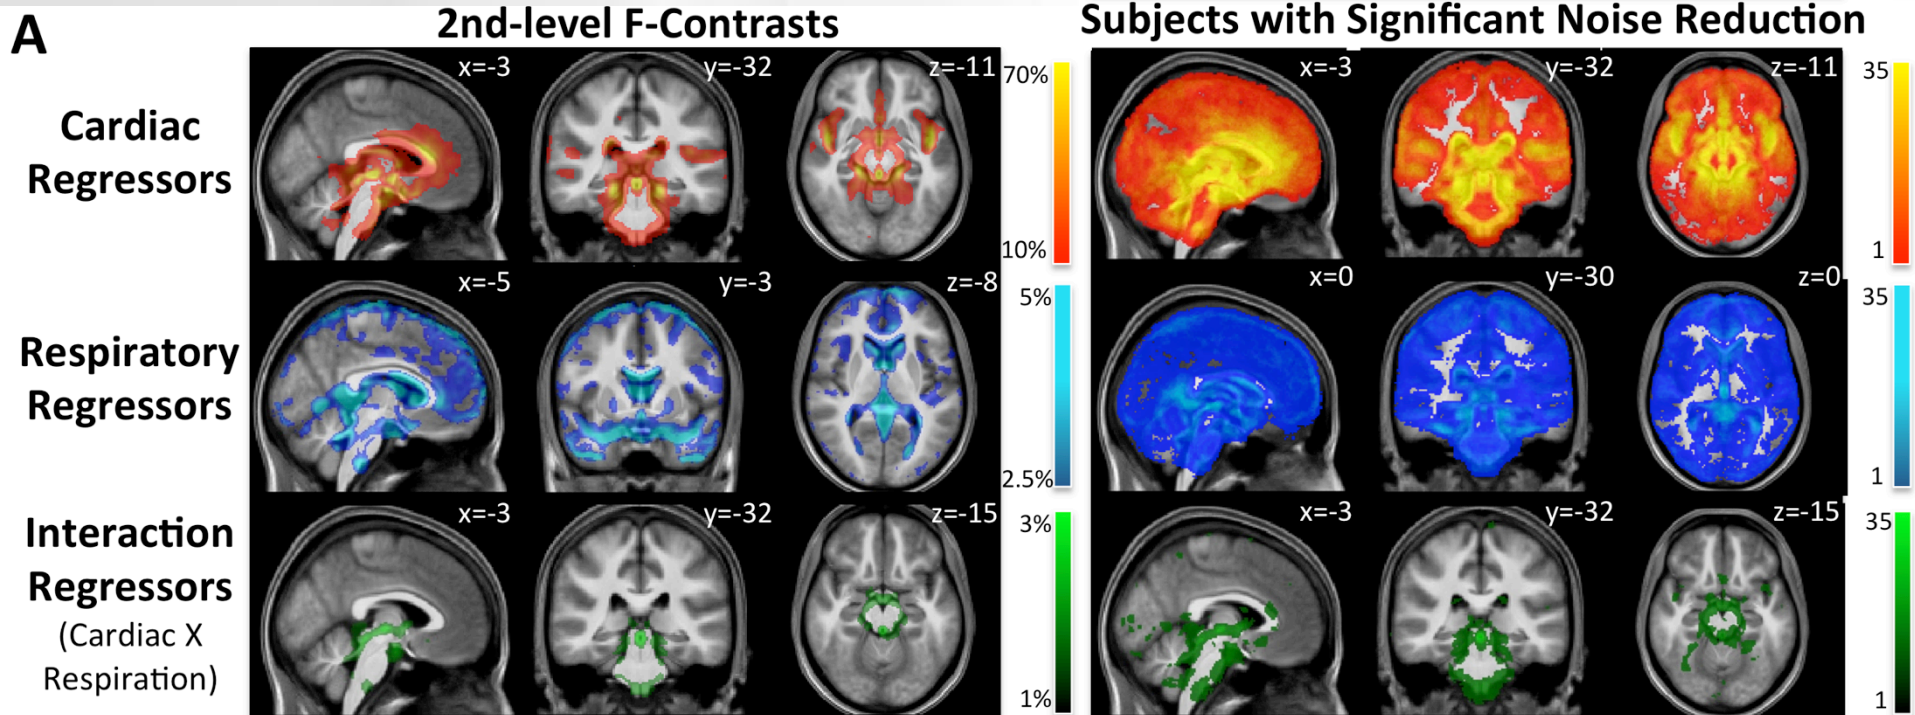 A
2nd-level F-Contrasts
Subjects with Significant Noise Reduction
Cardiac
Regressors
x=-3
y=-32
z=-11
70%
10%
x=-3
y=-32
z=-11
35
1
Respiratory
Regressors
x=-5
y=-3
z=-8
5%
2.5%
x=0
y=-30
z=0
35
1
Interaction
Regressors
(Cardiac X
Respiration)
x=-3
y=-32
z=-15
3%
1%
x=-3
y=-32
z=-15
35
1